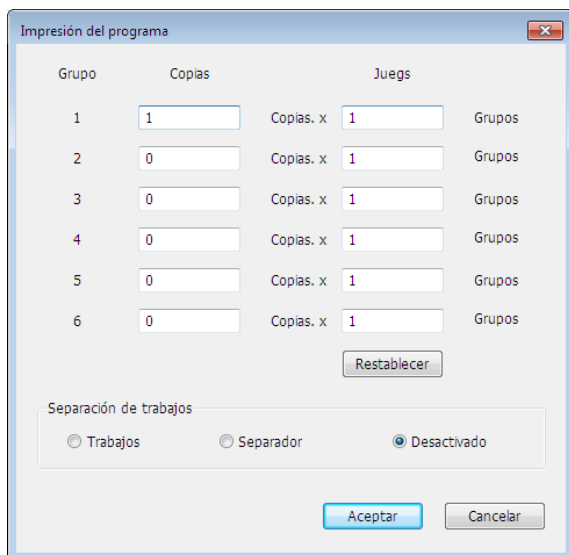 Impresión del programa
Grupo Copias Juegs
1 1 Copias. x 1 Grupos
2 0 Copias. x 1 Grupos
3 0 Copias. x 1 Grupos
4 0 Copias. x 1 Grupos
5 0 Copias. x 1 Grupos
6 0 Copias. x 1 Grupos
Restablecer
Separación de trabajos
Trabajos Separador Desactivado
Aceptar Cancelar